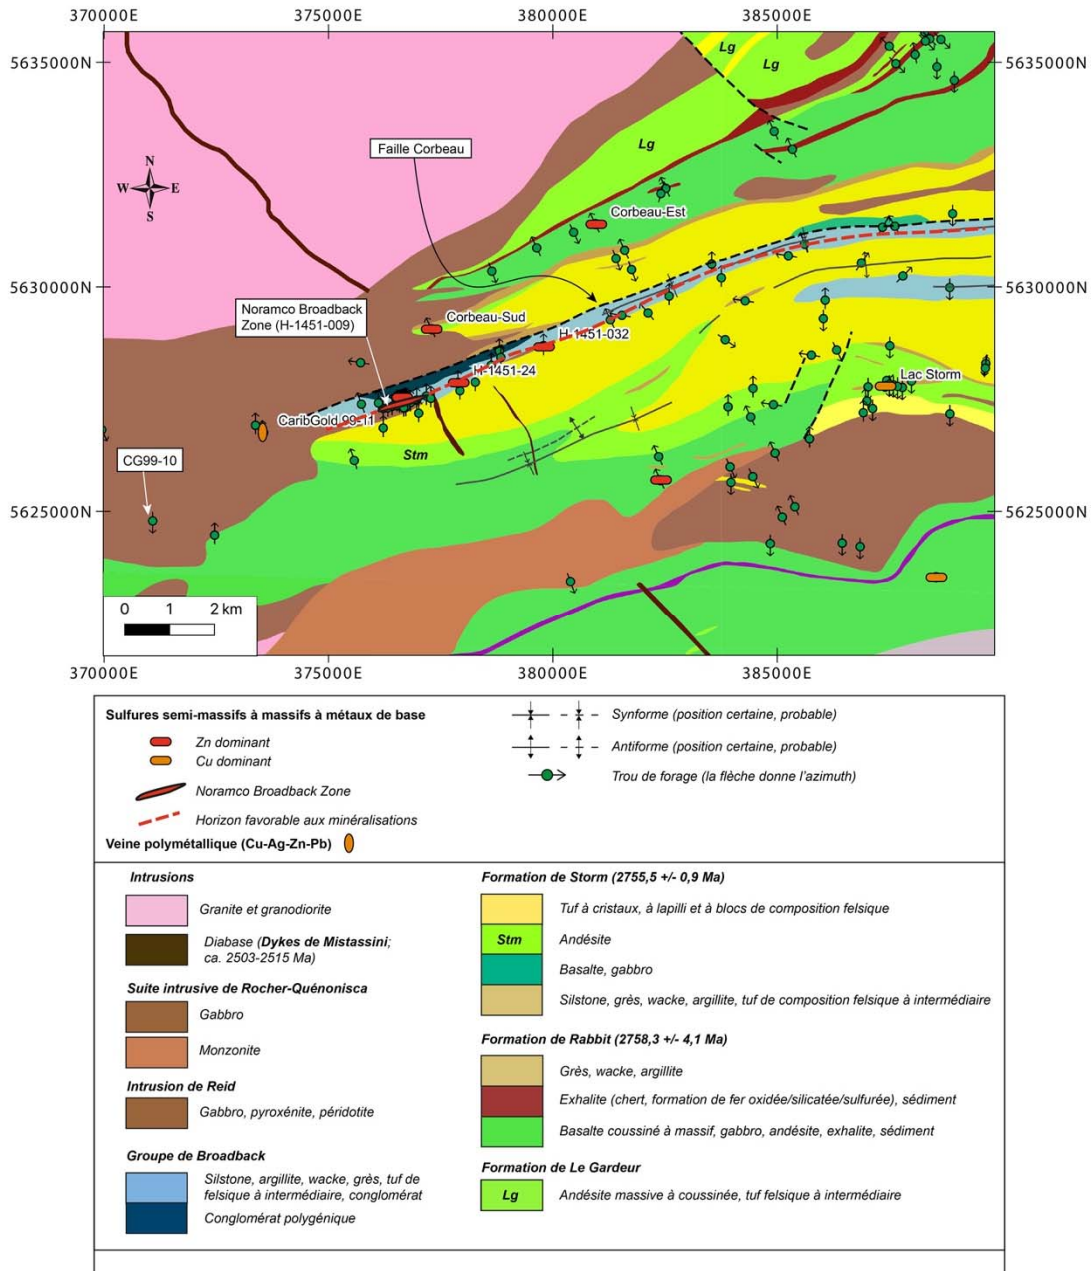 370000E
375000E
380000E
385000E
5635000N
5635000N
Lg
Lg
Lg
Faille Corbeau
N
W
E
S
Corbeau-Est
5630000N
5630000N
Noramco Broadback
Zone (H-1451-009)
Corbeau-Sud
H-1451-032
H-1451-24
Lac Storm
CaribGold 99-11
Stm
CG99-10
5625000N
5625000N
0 1 2 km
370000E
375000E
380000E
385000E
Sulfures semi-massifs à massifs à métaux de base
Zn dominant
Cu dominant
Noramco Broadback Zone
Horizon favorable aux minéralisations
Veine polymétallique (Cu-Ag-Zn-Pb)
Synforme (position certaine, probable)
Antiforme (position certaine, probable)
Trou de forage (la flèche donne l'azimuth)
Intrusions
Granite et granodiorite
Diabase (Dykes de Mistassini;
ca. 2503-2515 Ma)
Suite intrusive de Rocher-Quénonisca
Gabbro
Monzonite
Intrusion de Reid
Gabbro, pyroxénite, péridotite
Groupe de Broadback
Silstone, argillite, wacke, grès, tuf de
felsique à intermédiaire, conglomérat
Conglomérat polygénique
Formation de Storm (2755,5 +/- 0,9 Ma)
Tuf à cristaux, à lapilli et à blocs de composition felsique
Stm
Andésite
Basalte, gabbro
Silstone, grès, wacke, argillite, tuf de composition felsique à intermédiaire
Formation de Rabbit (2758,3 +/- 4,1 Ma)
Grès, wacke, argillite
Exhalite (chert, formation de fer oxidée/silicatée/sulfurée), sédiment
Basalte coussiné à massif, gabbro, andésite, exhalite, sédiment
Formation de Le Gardeur
Lg
Andésite massive à coussinée, tuf felsique à intermédiaire